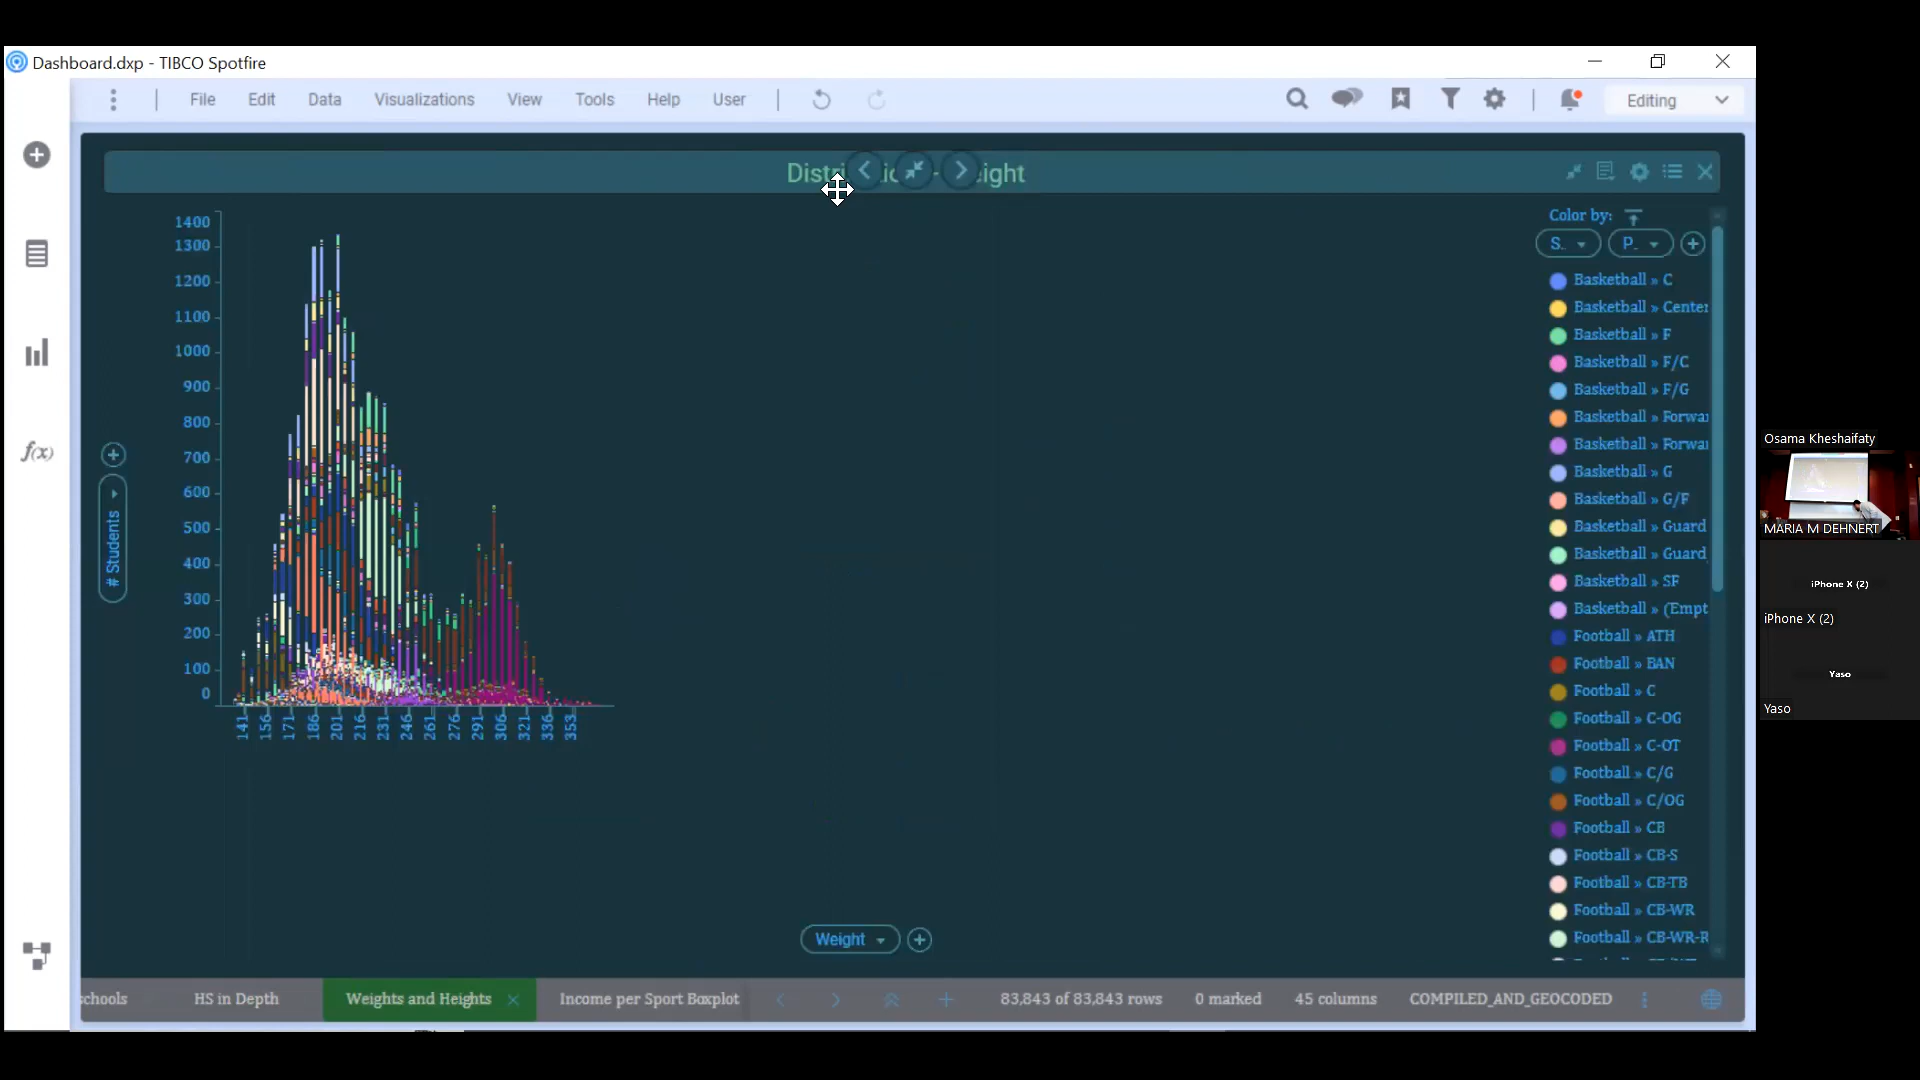 Dashboard.dxp - TIBCO Spotfire
File Edit Data Visualizations View Tools Help User
Editing
1400
1300
1200
1100
1000
900
800
700
600
500
400
300
200
100
0
# Students
141 156 171 186 201 216 231 246 261 276 291 306 321 336 353
Weight
Color by:
S.. P..
Basketball » C
Basketball » Center
Basketball » F
Basketball » F/C
Basketball » F/G
Basketball » Forwar
Basketball » Forwar
Basketball » G
Basketball » G/F
Basketball » Guard
Basketball » Guard
Basketball » SF
Basketball » (Empt
Football » ATH
Football » BAN
Football » C
Football » C-OG
Football » C-OT
Football » C/G
Football » C/OG
Football » CB
Football » CB-S
Football » CB-TB
Football » CB-WR
Football » CB-WR-R
chools HS in Depth Weights and Heights Income per Sport Boxplot 83,843 of 83,843 rows 0 marked 45 columns COMPILED_AND_GEOCODED
f(x)
Osama Kheshaifaty
MARIA M DEHNERT
iPhone X (2)
iPhone X (2)
Yaso
Yaso